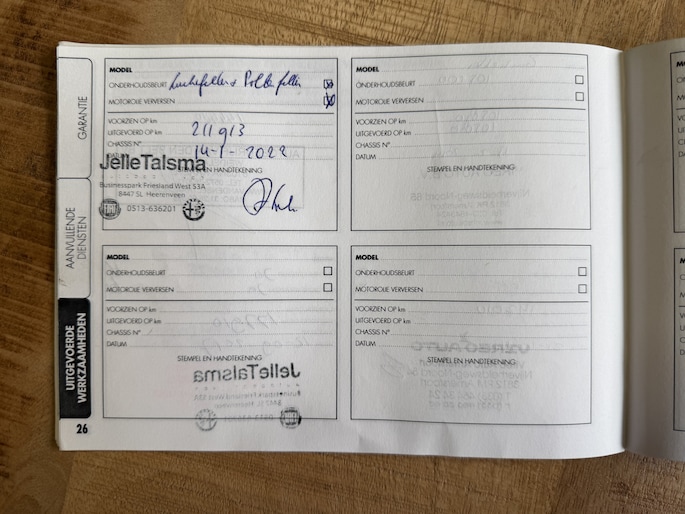 GARANTIE
AANVULLENDE
DIENSTEN
UITGEVOERDE
WERKZAAMHEDEN
26
MODEL
ONDERHOUDSBEURT Luchtfilter + Pollenfilter
MOTOROLIE VERVERSEN
VOORZIEN OP km
UITGEVOERD OP km 211913
CHASSIS N°
DATUM 14-1-2022
STEMPEL EN HANDTEKENING
JelleTalsma
Businesspark Friesland West 53A
8447 SL Heerenveen
0513-636201
MODEL
ONDERHOUDSBEURT
MOTOROLIE VERVERSEN
VOORZIEN OP km
UITGEVOERD OP km
CHASSIS N°
DATUM
STEMPEL EN HANDTEKENING
MODEL
ONDERHOUDSBEURT
MOTOROLIE VERVERSEN
VOORZIEN OP km
UITGEVOERD OP km
CHASSIS N°
DATUM
STEMPEL EN HANDTEKENING
MODEL
ONDERHOUDSBEURT
MOTOROLIE VERVERSEN
VOORZIEN OP km
UITGEVOERD OP km
CHASSIS N°
DATUM
STEMPEL EN HANDTEKENING